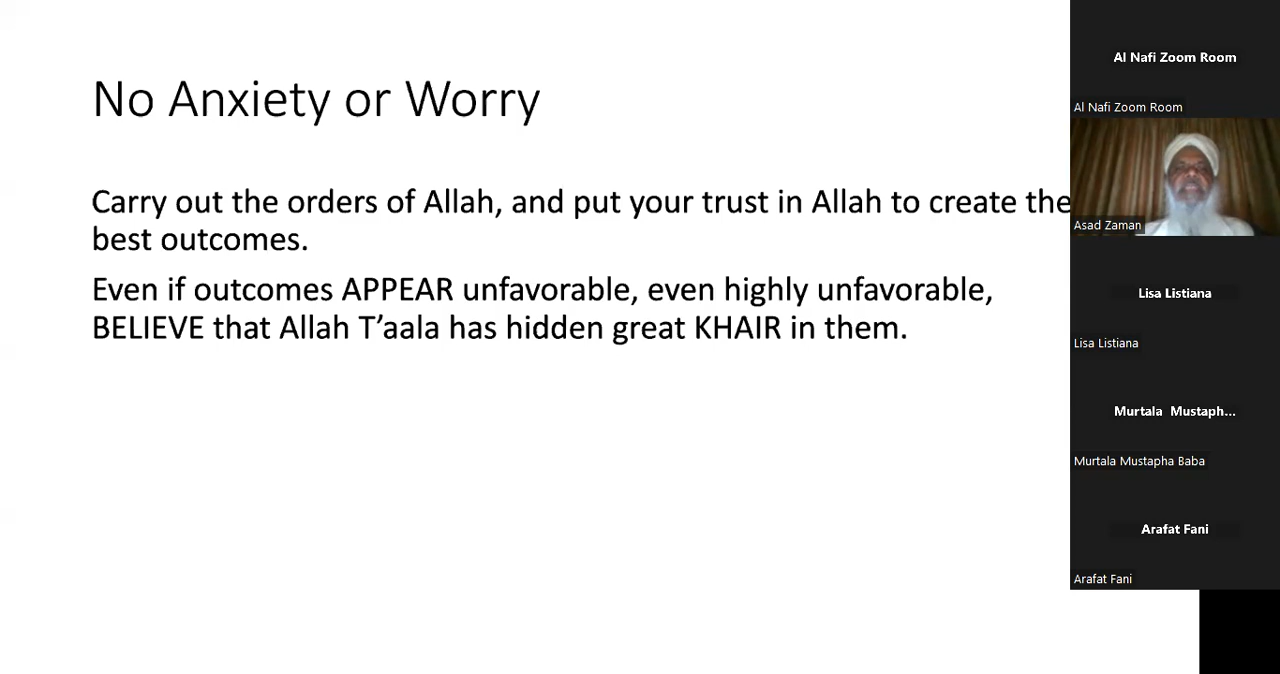 No Anxiety or Worry
Carry out the orders of Allah, and put your trust in Allah to create the
best outcomes.
Even if outcomes APPEAR unfavorable, even highly unfavorable,
BELIEVE that Allah T’aala has hidden great KHAIR in them.
Al Nafi Zoom Room
Al Nafi Zoom Room
Asad Zaman
Lisa Listiana
Lisa Listiana
Murtala Mustaph...
Murtala Mustapha Baba
Arafat Fani
Arafat Fani